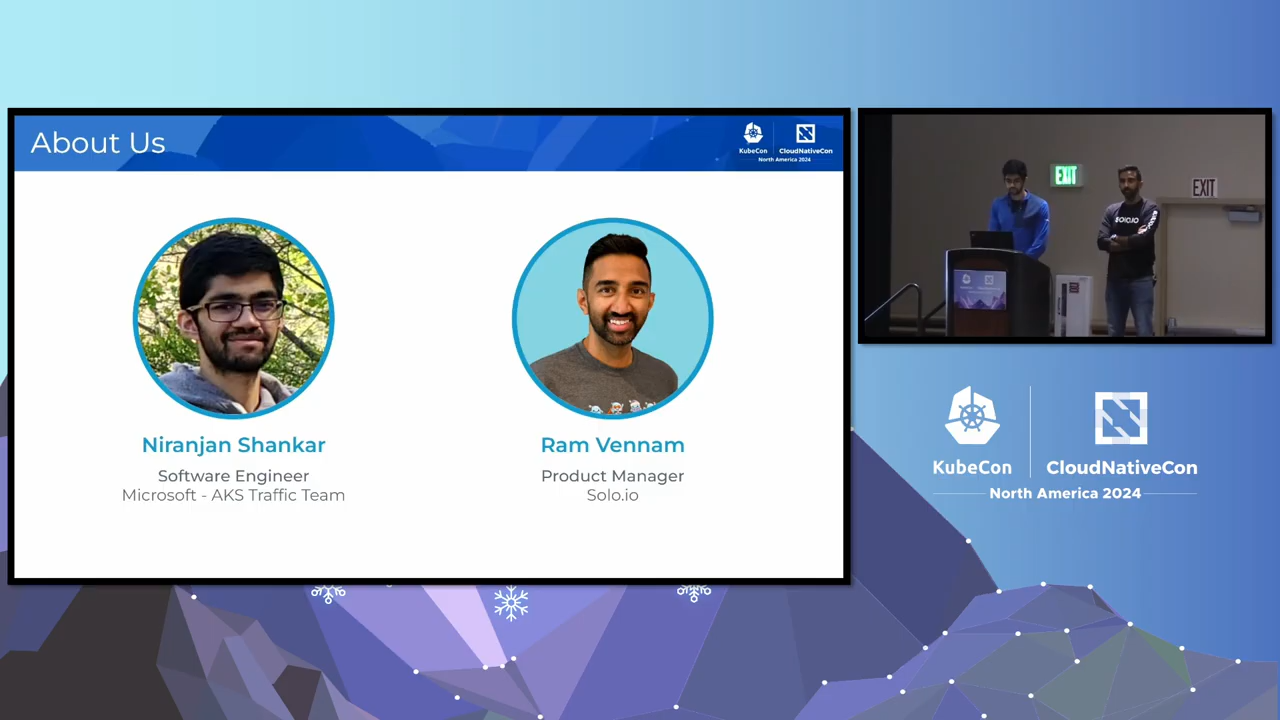 About Us
KubeCon
CloudNativeCon
North America 2024
Niranjan Shankar
Software Engineer
Microsoft - AKS Traffic Team
Ram Vennam
Product Manager
Solo.io
EXIT
EXIT
SOLO.IO
KubeCon
CloudNativeCon
North America 2024